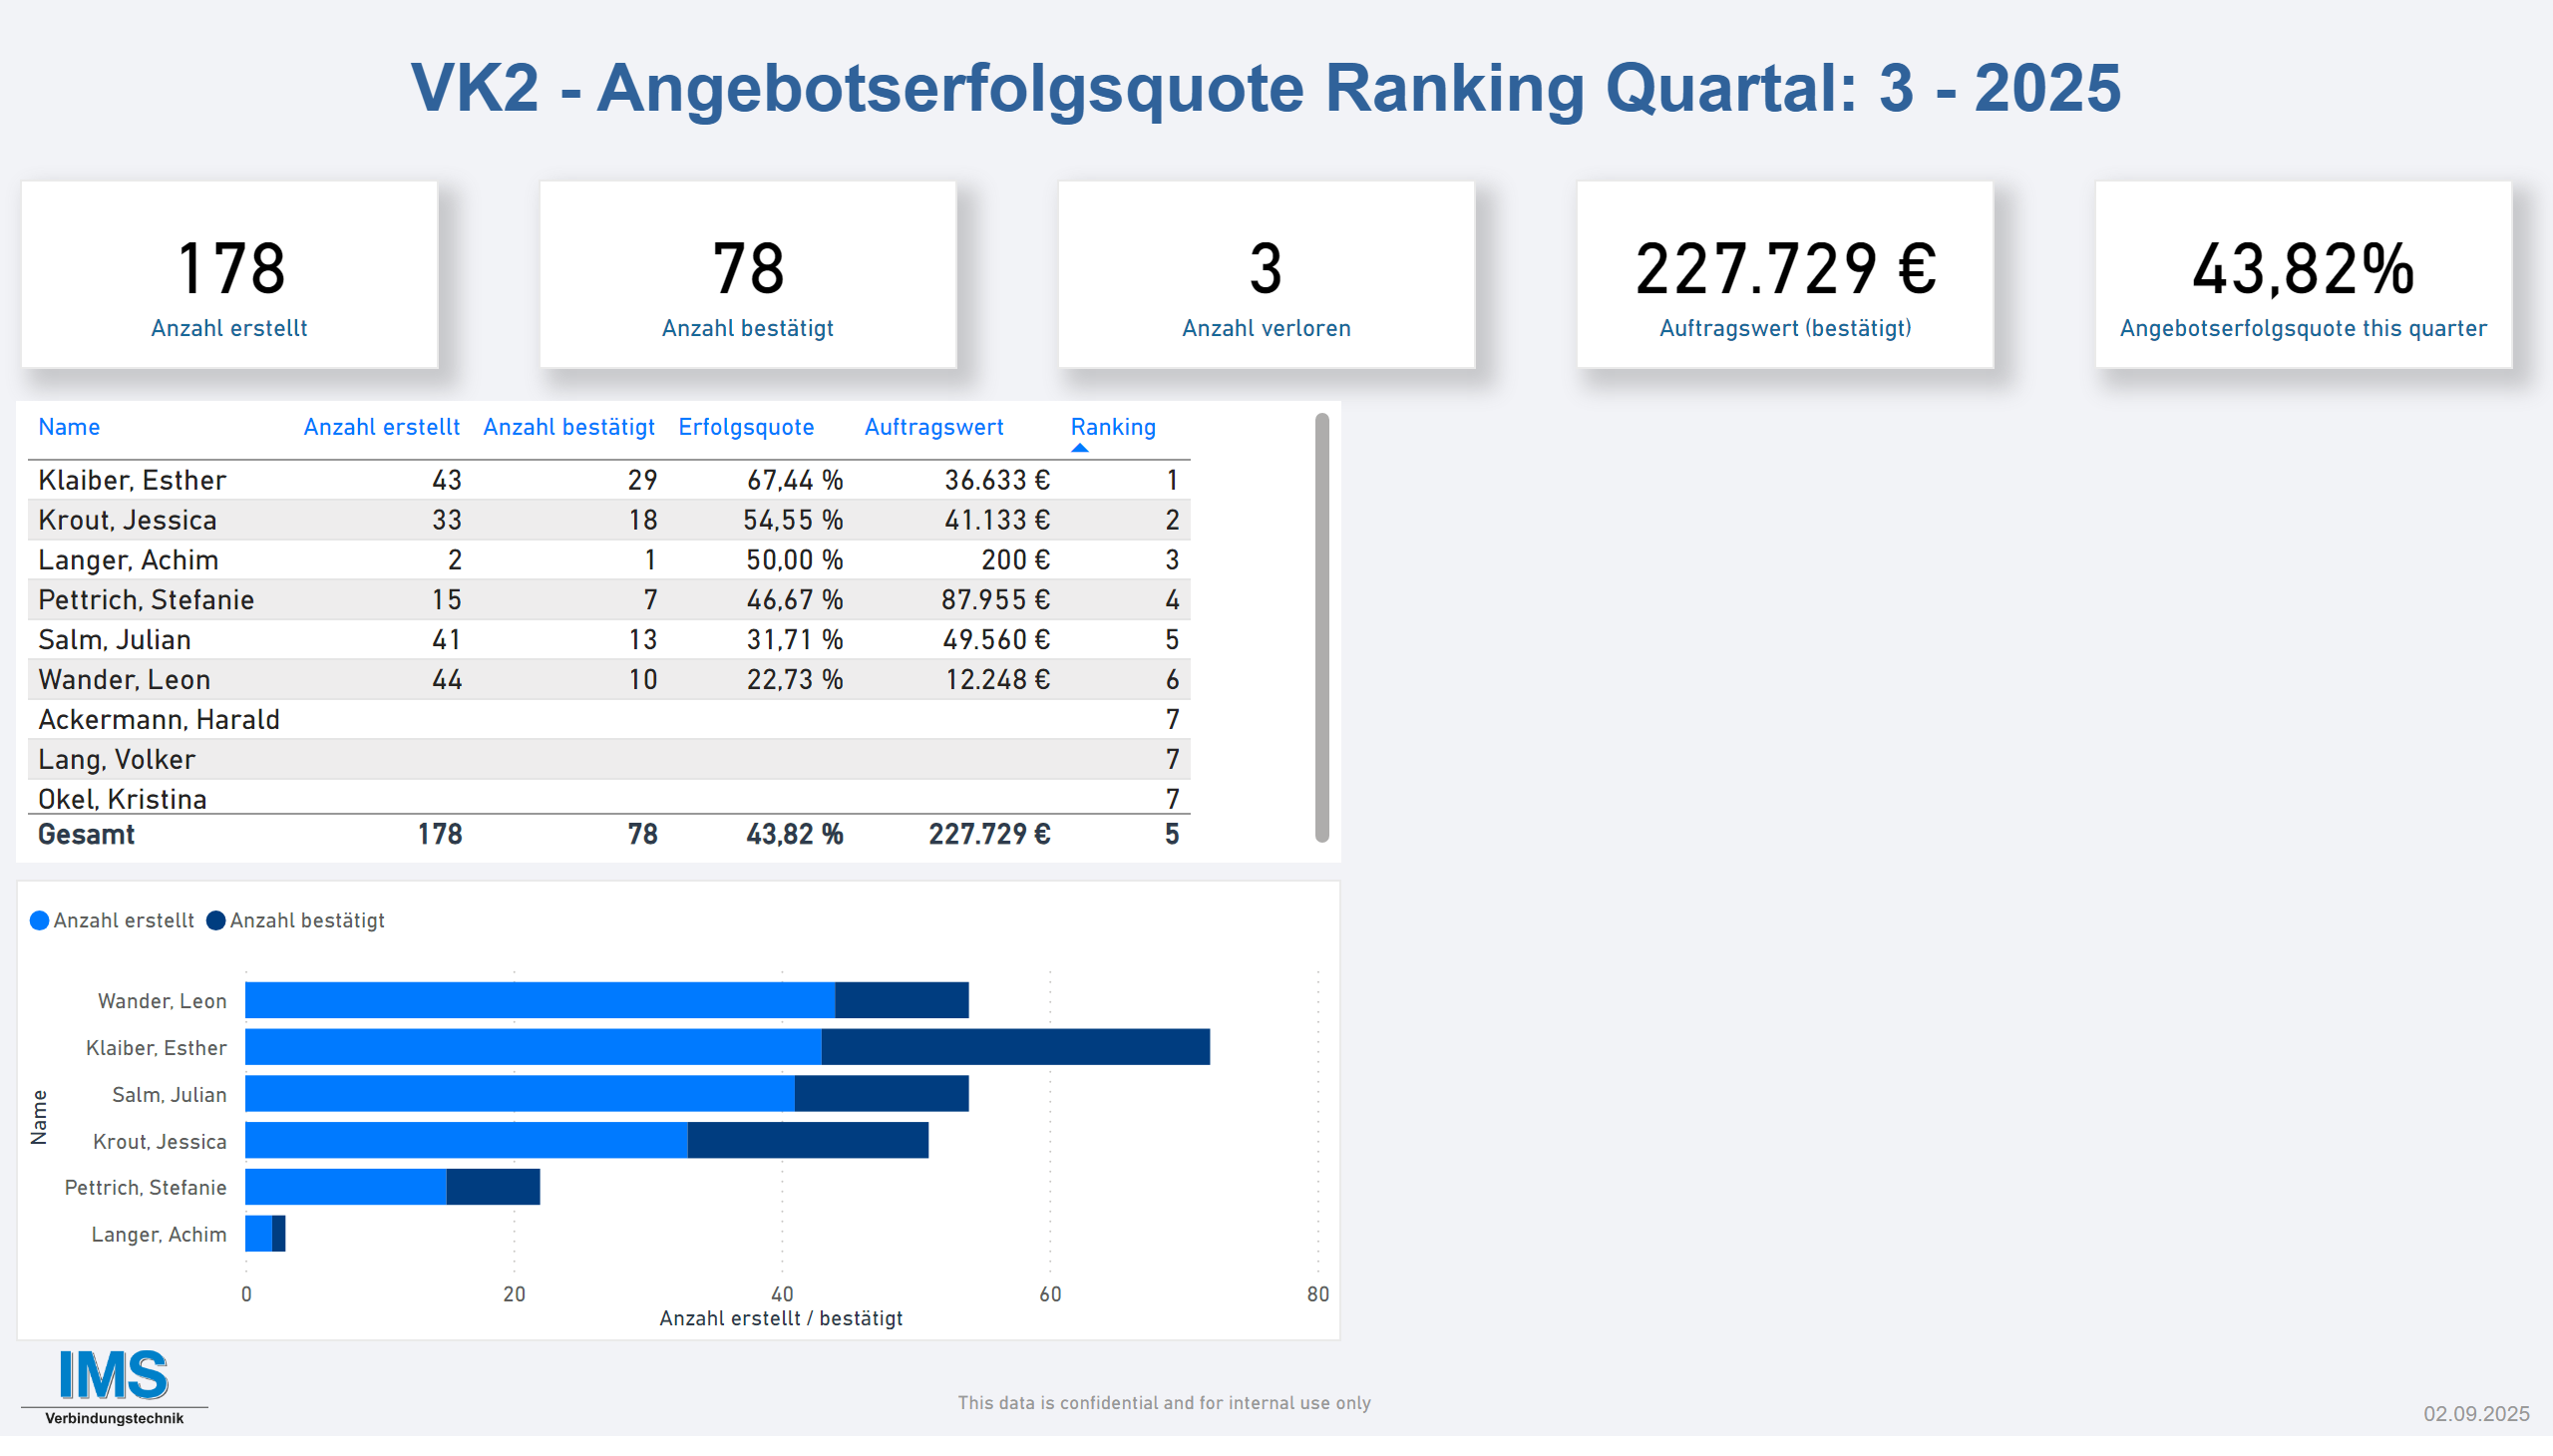 VK2 - Angebotserfolgsquote Ranking Quartal: 3 - 2025
178
Anzahl erstellt
78
Anzahl bestätigt
3
Anzahl verloren
227.729 €
Auftragswert (bestätigt)
43,82%
Angebotserfolgsquote this quarter
Name Anzahl erstellt Anzahl bestätigt Erfolgsquote Auftragswert Ranking
Klaiber, Esther 43 29 67,44 % 36.633 € 1
Krout, Jessica 33 18 54,55 % 41.133 € 2
Langer, Achim 2 1 50,00 % 200 € 3
Pettrich, Stefanie 15 7 46,67 % 87.955 € 4
Salm, Julian 41 13 31,71 % 49.560 € 5
Wander, Leon 44 10 22,73 % 12.248 € 6
Ackermann, Harald 7
Lang, Volker 7
Okel, Kristina 7
Gesamt 178 78 43,82 % 227.729 € 5
Anzahl erstellt Anzahl bestätigt
Name
Wander, Leon
Klaiber, Esther
Salm, Julian
Krout, Jessica
Pettrich, Stefanie
Langer, Achim
0 20 40 60 80
Anzahl erstellt / bestätigt
IMS
Verbindungstechnik
This data is confidential and for internal use only
02.09.2025